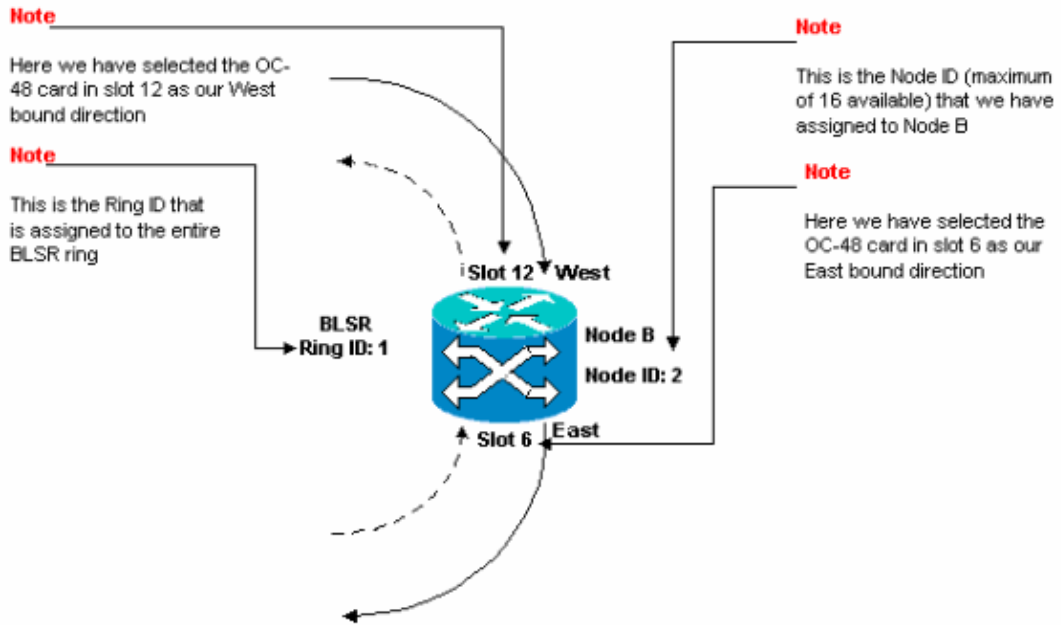 Note
Here we have selected the OC-
48 card in slot 12 as our West
bound direction
Note
This is the Ring ID that
is assigned to the entire
BLSR ring
Note
This is the Node ID (maximum
of 16 available) that we have
assigned to Node B
Note
Here we have selected the
OC-48 card in slot 6 as our
East bound direction
Slot 12 West
BLSR
Ring ID: 1
Node B
Node ID: 2
East
Slot 6